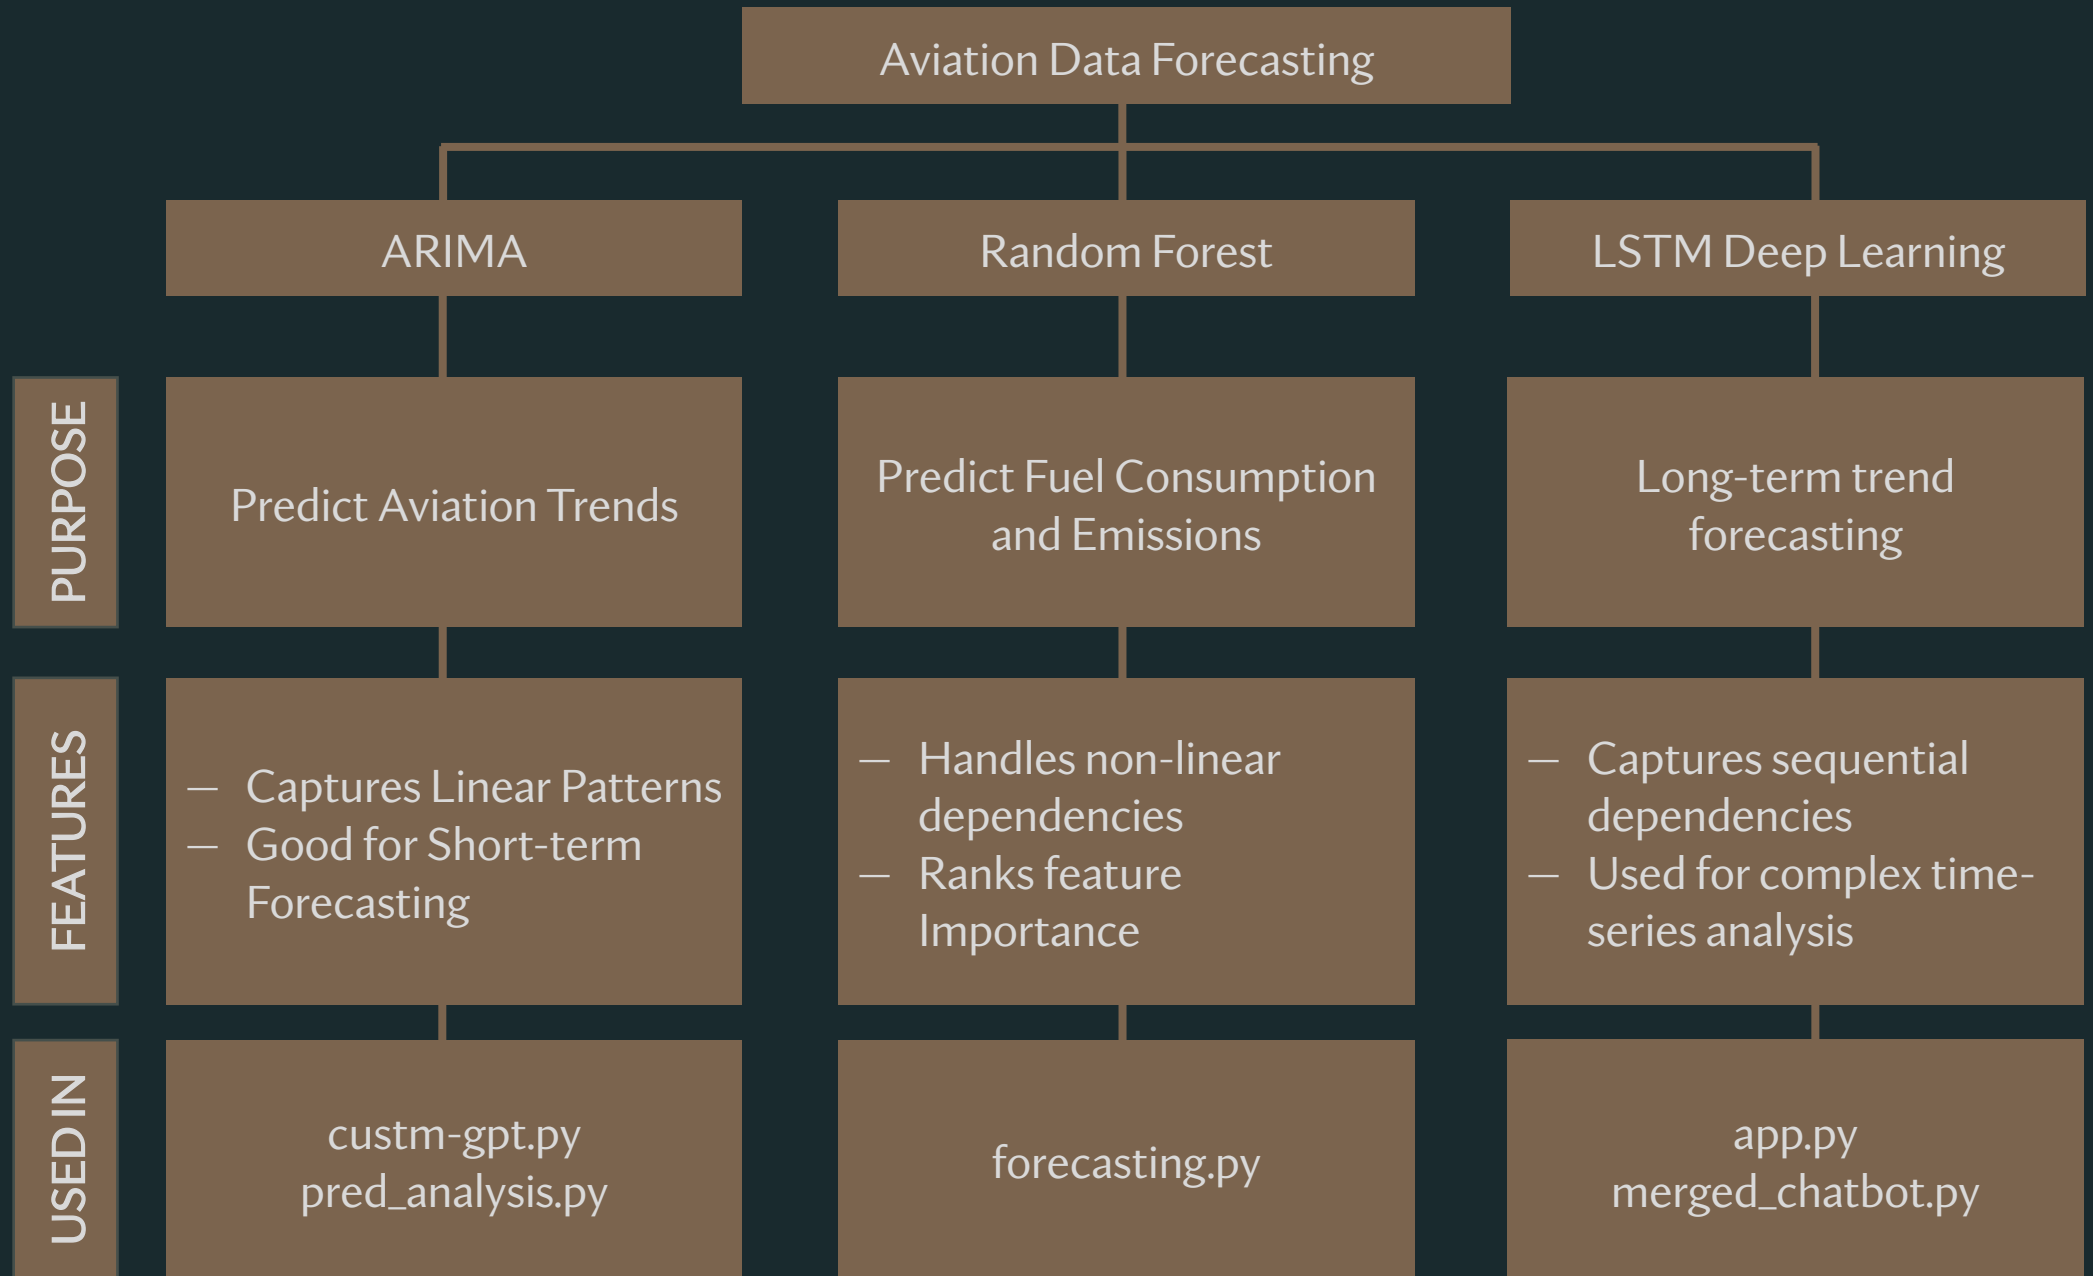 Aviation Data Forecasting
ARIMA
Random Forest
LSTM Deep Learning
PURPOSE
Predict Aviation Trends
Predict Fuel Consumption
and Emissions
Long-term trend
forecasting
FEATURES
— Captures Linear Patterns
— Good for Short-term
Forecasting
— Handles non-linear
dependencies
— Ranks feature
Importance
— Captures sequential
dependencies
— Used for complex time-
series analysis
USED IN
custm-gpt.py
pred_analysis.py
forecasting.py
app.py
merged_chatbot.py